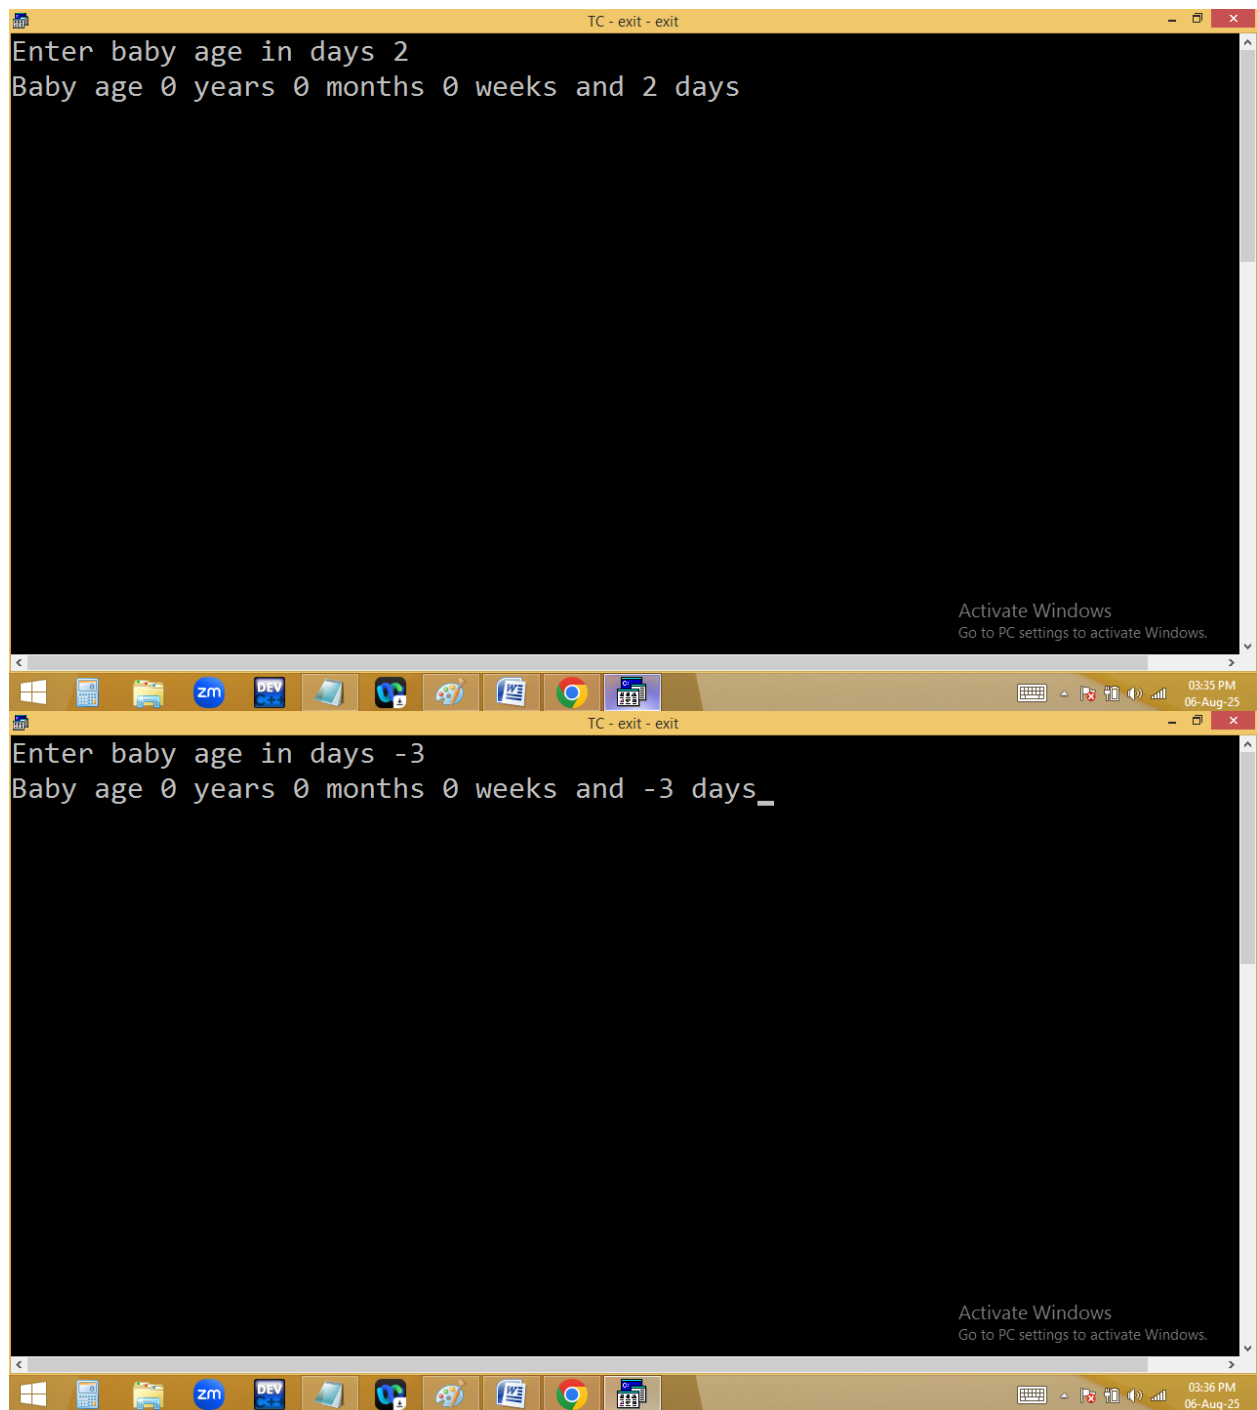 TC - exit - exit
Enter baby age in days 2
Baby age 0 years 0 months 0 weeks and 2 days
Activate Windows
Go to PC settings to activate Windows.
zm
DEV
W
03:35 PM
06-Aug-25
TC - exit - exit
Enter baby age in days -3
Baby age 0 years 0 months 0 weeks and -3 days_
Activate Windows
Go to PC settings to activate Windows.
zm
DEV
W
03:36 PM
06-Aug-25